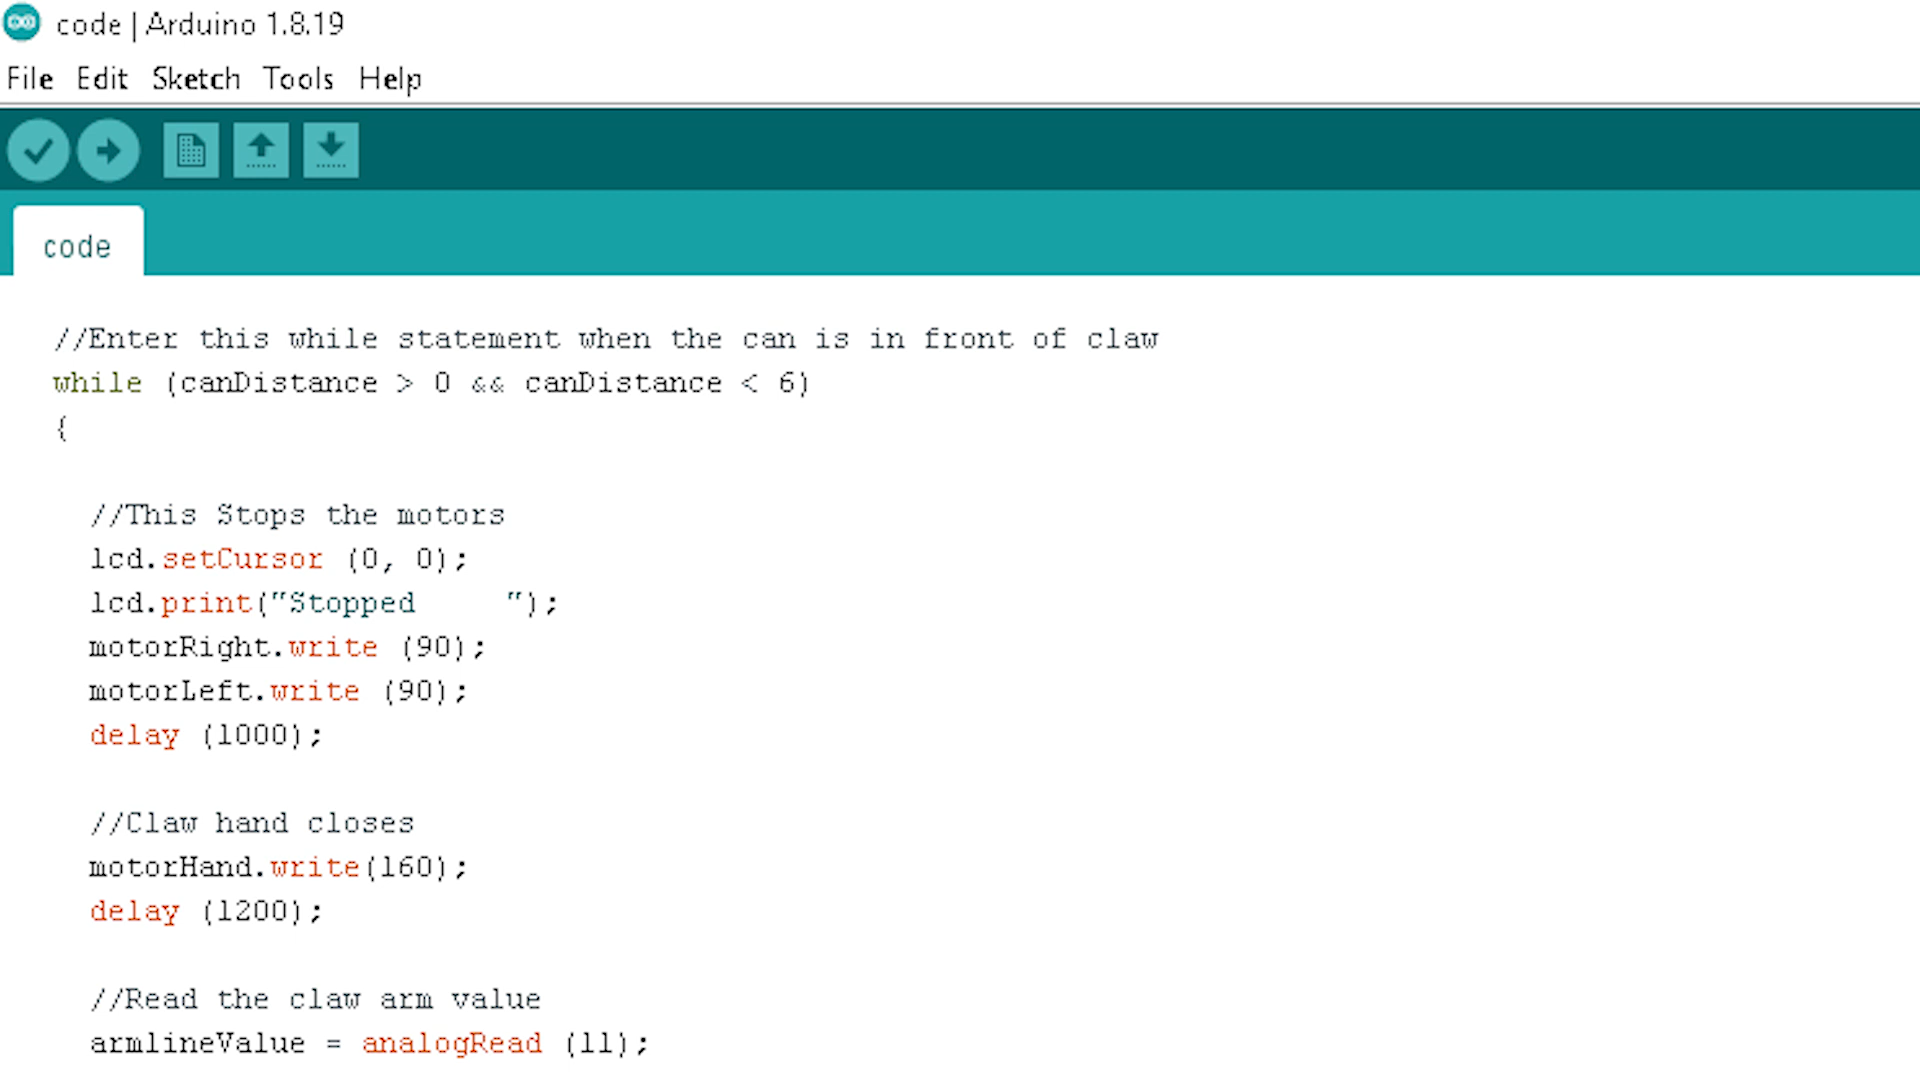 code | Arduino 1.8.19
File Edit Sketch Tools Help
code
//Enter this while statement when the can is in front of claw
while (canDistance > 0 && canDistance < 6)
{
//This Stops the motors
lcd.setCursor (0, 0);
lcd.print("Stopped     ");
motorRight.write (90);
motorLeft.write (90);
delay (1000);
//Claw hand closes
motorHand.write(160);
delay (1200);
//Read the claw arm value
armlineValue = analogRead (11);